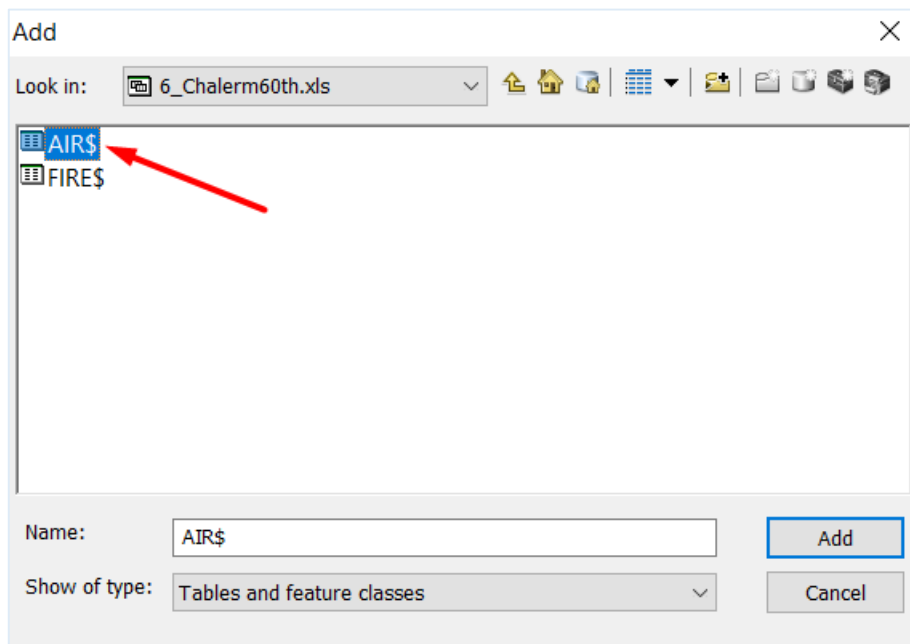 Add
Look in: 6_Chalerm60th.xls
AIR$
FIRE$
Name: AIR$ Add
Show of type: Tables and feature classes Cancel